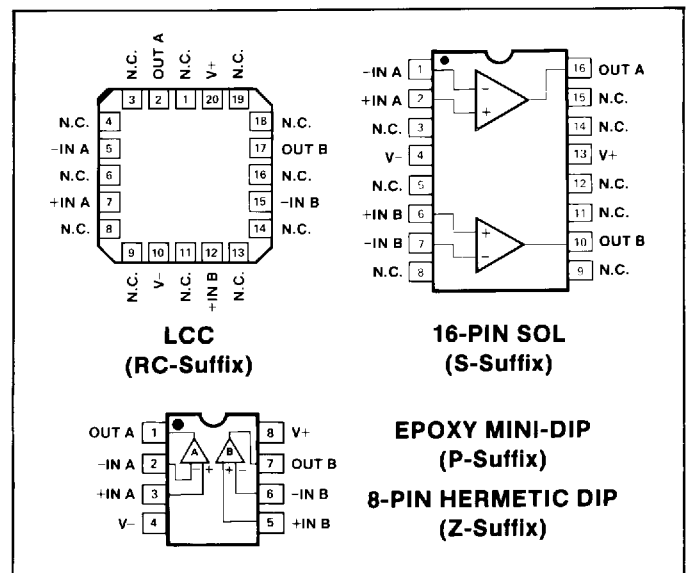 N.C.
OUT A
N.C.
V+
N.C.
3 2 1 20 19
N.C. 4
-IN A 5
N.C. 6
+IN A 7
N.C. 8
18 N.C.
17 OUT B
16 N.C.
15 -IN B
14 N.C.
9 10 11 12 13
N.C.
V-
N.C.
+IN B
N.C.
LCC
(RC-Suffix)
-IN A 1
+IN A 2
N.C. 3
V- 4
N.C. 5
+IN B 6
-IN B 7
N.C. 8
-
+
+
-
16 OUT A
15 N.C.
14 N.C.
13 V+
12 N.C.
11 N.C.
10 OUT B
9 N.C.
16-PIN SOL
(S-Suffix)
OUT A 1
-IN A 2
+IN A 3
V- 4
A B
- + + -
8 V+
7 OUT B
6 -IN B
5 +IN B
EPOXY MINI-DIP
(P-Suffix)
8-PIN HERMETIC DIP
(Z-Suffix)